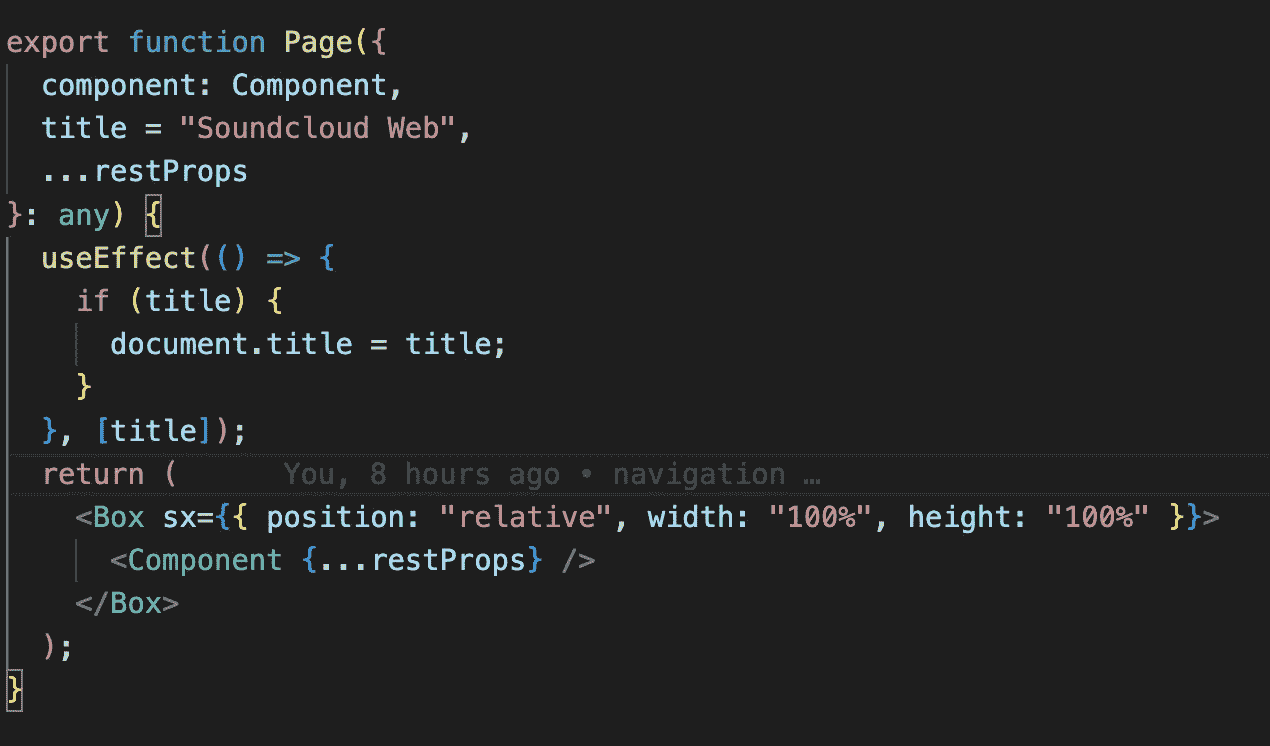 export function Page({
  component: Component,
  title = "Soundcloud Web",
  ...restProps
}: any) {
  useEffect(() => {
    if (title) {
      document.title = title;
    }
  }, [title]);
  return (      You, 8 hours ago • navigation …
    <Box sx={{ position: "relative", width: "100%", height: "100%" }}>
      <Component {...restProps} />
    </Box>
  );
}